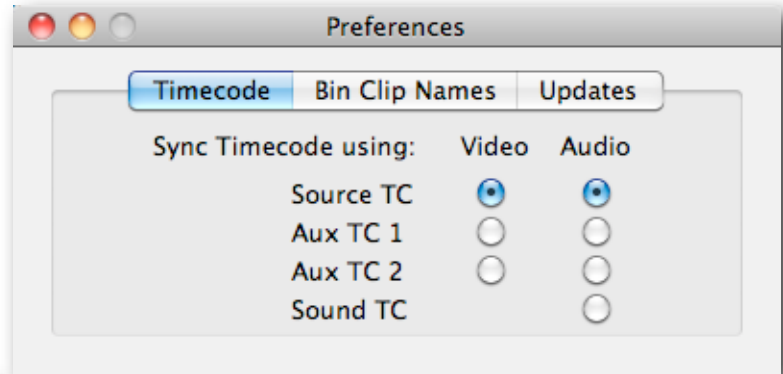 Preferences
Timecode Bin Clip Names Updates
Sync Timecode using: Video Audio
Source TC
Aux TC 1
Aux TC 2
Sound TC